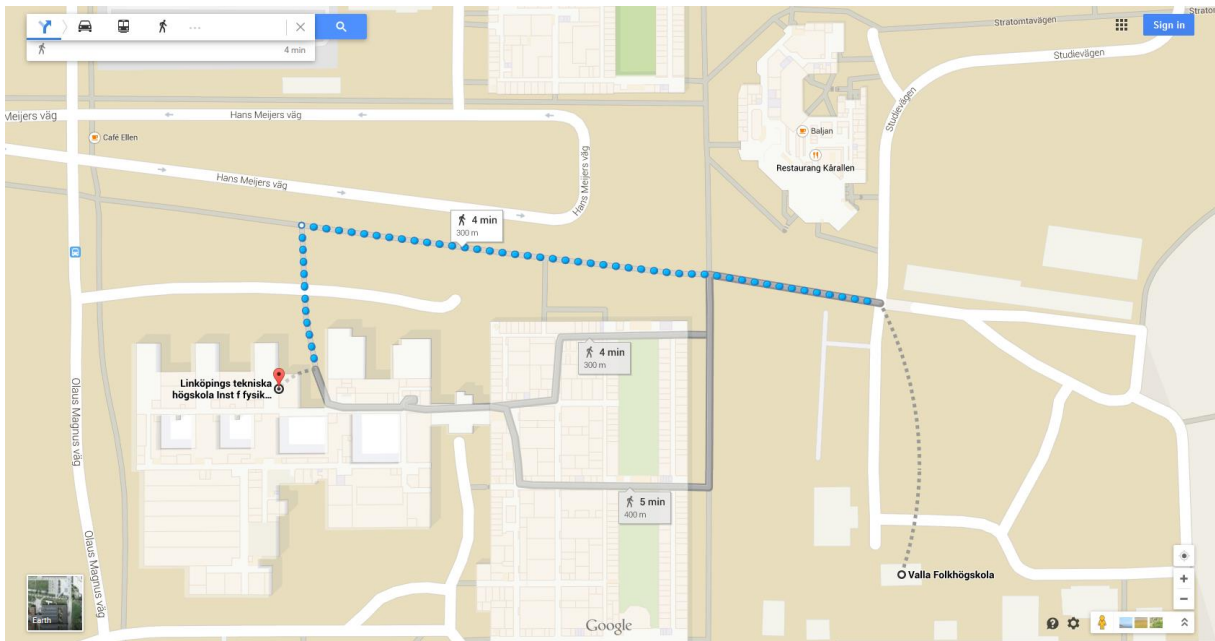 ...
4 min
Sign in
Stratomtavägen
Studievägen
Studievägen
Meijers väg
Hans Meijers väg
Café Ellen
Hans Meijers väg
Hans Meijers väg
Baljan
Restaurang Kårallen
4 min
300 m
4 min
300 m
Linköpings tekniska
högskola Inst f fysik...
Olaus Magnus väg
5 min
400 m
Olaus Magnus väg
Valla Folkhögskola
Earth
Google